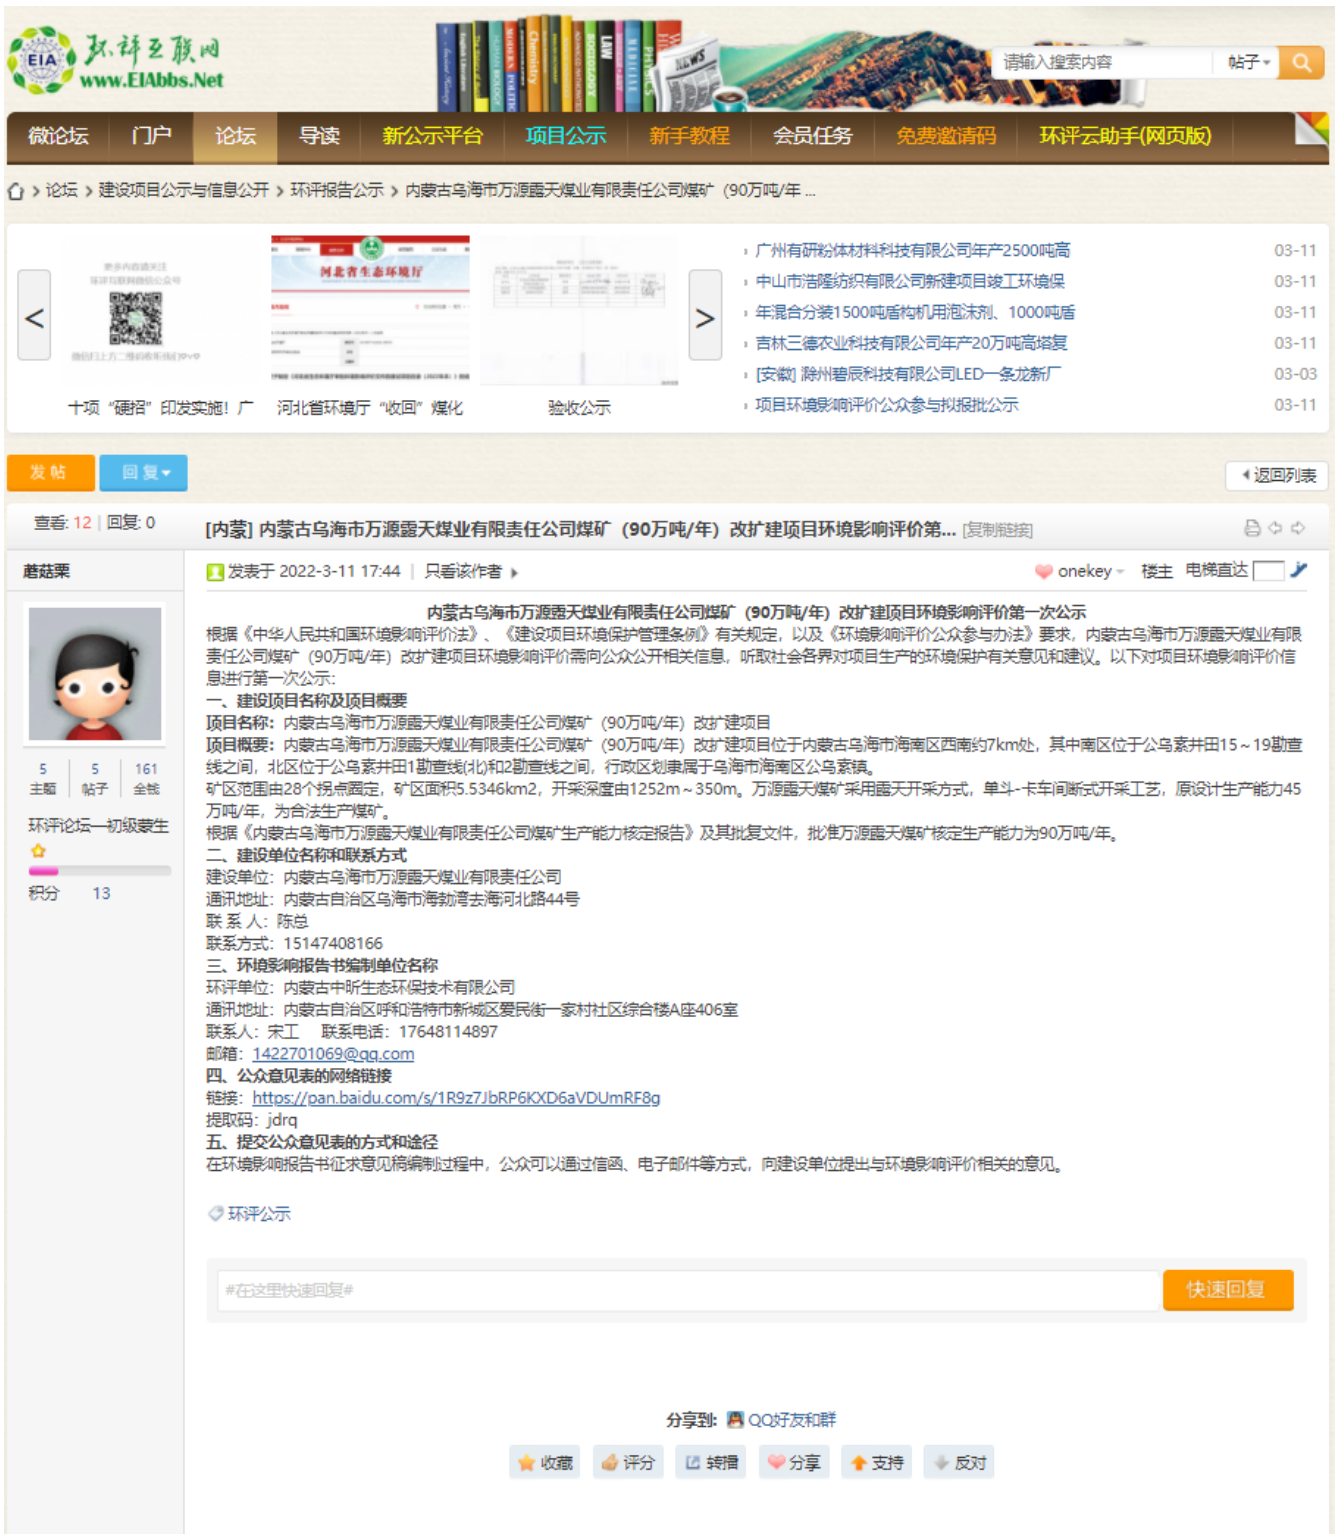 环评互联网
www.EIAbbs.Net
EIA
MODERN POLITIC
Chemistry
SOCIOLOGY
LAW
MEDICINE
PHYSICS
NEWS
请输入搜索内容
帖子
微论坛 门户 论坛 导读 新公示平台 项目公示 新手教程 会员任务 免费邀请码 环评云助手(网页版)
论坛 › 建设项目公示与信息公开 › 环评报告公示 › 内蒙古乌海市万源露天煤业有限责任公司煤矿（90万吨/年 ...
更多内容请关注
环评互联网微信公众号
微信扫上方二维码收听我们♥v♥
河北省生态环境厅
<
>
十项“硬招”印发实施！广
河北省环境厅“收回”煤化
验收公示
广州有研粉体材料科技有限公司年产2500吨高 03-11
中山市浩隆纺织有限公司新建项目竣工环境保 03-11
年混合分装1500吨盾构机用泡沫剂、1000吨盾 03-11
吉林三德农业科技有限公司年产20万吨高塔复 03-11
[安徽] 滁州碧辰科技有限公司LED一条龙新厂 03-03
项目环境影响评价公众参与拟报批公示 03-11
发帖 回复
返回列表
查看: 12 | 回复: 0
[内蒙] 内蒙古乌海市万源露天煤业有限责任公司煤矿（90万吨/年）改扩建项目环境影响评价第... [复制链接]
蘑菇栗
发表于 2022-3-11 17:44 | 只看该作者
onekey 楼主 电梯直达
5 5 161
主题 帖子 金钱
环评论坛—初级蒙生
积分 13
内蒙古乌海市万源露天煤业有限责任公司煤矿（90万吨/年）改扩建项目环境影响评价第一次公示
根据《中华人民共和国环境影响评价法》、《建设项目环境保护管理条例》有关规定，以及《环境影响评价公众参与办法》要求，内蒙古乌海市万源露天煤业有限
责任公司煤矿（90万吨/年）改扩建项目环境影响评价需向公众公开相关信息，听取社会各界对项目生产的环境保护有关意见和建议。以下对项目环境影响评价信
息进行第一次公示：
一、建设项目名称及项目概要
项目名称：内蒙古乌海市万源露天煤业有限责任公司煤矿（90万吨/年）改扩建项目
项目概要：内蒙古乌海市万源露天煤业有限责任公司煤矿（90万吨/年）改扩建项目位于内蒙古乌海市海南区西南约7km处，其中南区位于公乌素井田15～19勘查
线之间，北区位于公乌素井田1勘查线(北)和2勘查线之间，行政区划隶属于乌海市海南区公乌素镇。
矿区范围由28个拐点圈定，矿区面积5.5346km2，开采深度由1252m～350m。万源露天煤矿采用露天开采方式，单斗-卡车间断式开采工艺，原设计生产能力45
万吨/年，为合法生产煤矿。
根据《内蒙古乌海市万源露天煤业有限责任公司煤矿生产能力核定报告》及其批复文件，批准万源露天煤矿核定生产能力为90万吨/年。
二、建设单位名称和联系方式
建设单位：内蒙古乌海市万源露天煤业有限责任公司
通讯地址：内蒙古自治区乌海市海勃湾去海河北路44号
联 系 人：陈总
联系方式：15147408166
三、环境影响报告书编制单位名称
环评单位：内蒙古中昕生态环保技术有限公司
通讯地址：内蒙古自治区呼和浩特市新城区爱民街一家村社区综合楼A座406室
联系人：宋工 联系电话：17648114897
邮箱：1422701069@qq.com
四、公众意见表的网络链接
链接：https://pan.baidu.com/s/1R9z7JbRP6KXD6aVDUmRF8g
提取码：jdrq
五、提交公众意见表的方式和途径
在环境影响报告书征求意见稿编制过程中，公众可以通过信函、电子邮件等方式，向建设单位提出与环境影响评价相关的意见。
环评公示
#在这里快速回复#
快速回复
分享到: QQ好友和群
收藏 评分 转播 分享 支持 反对